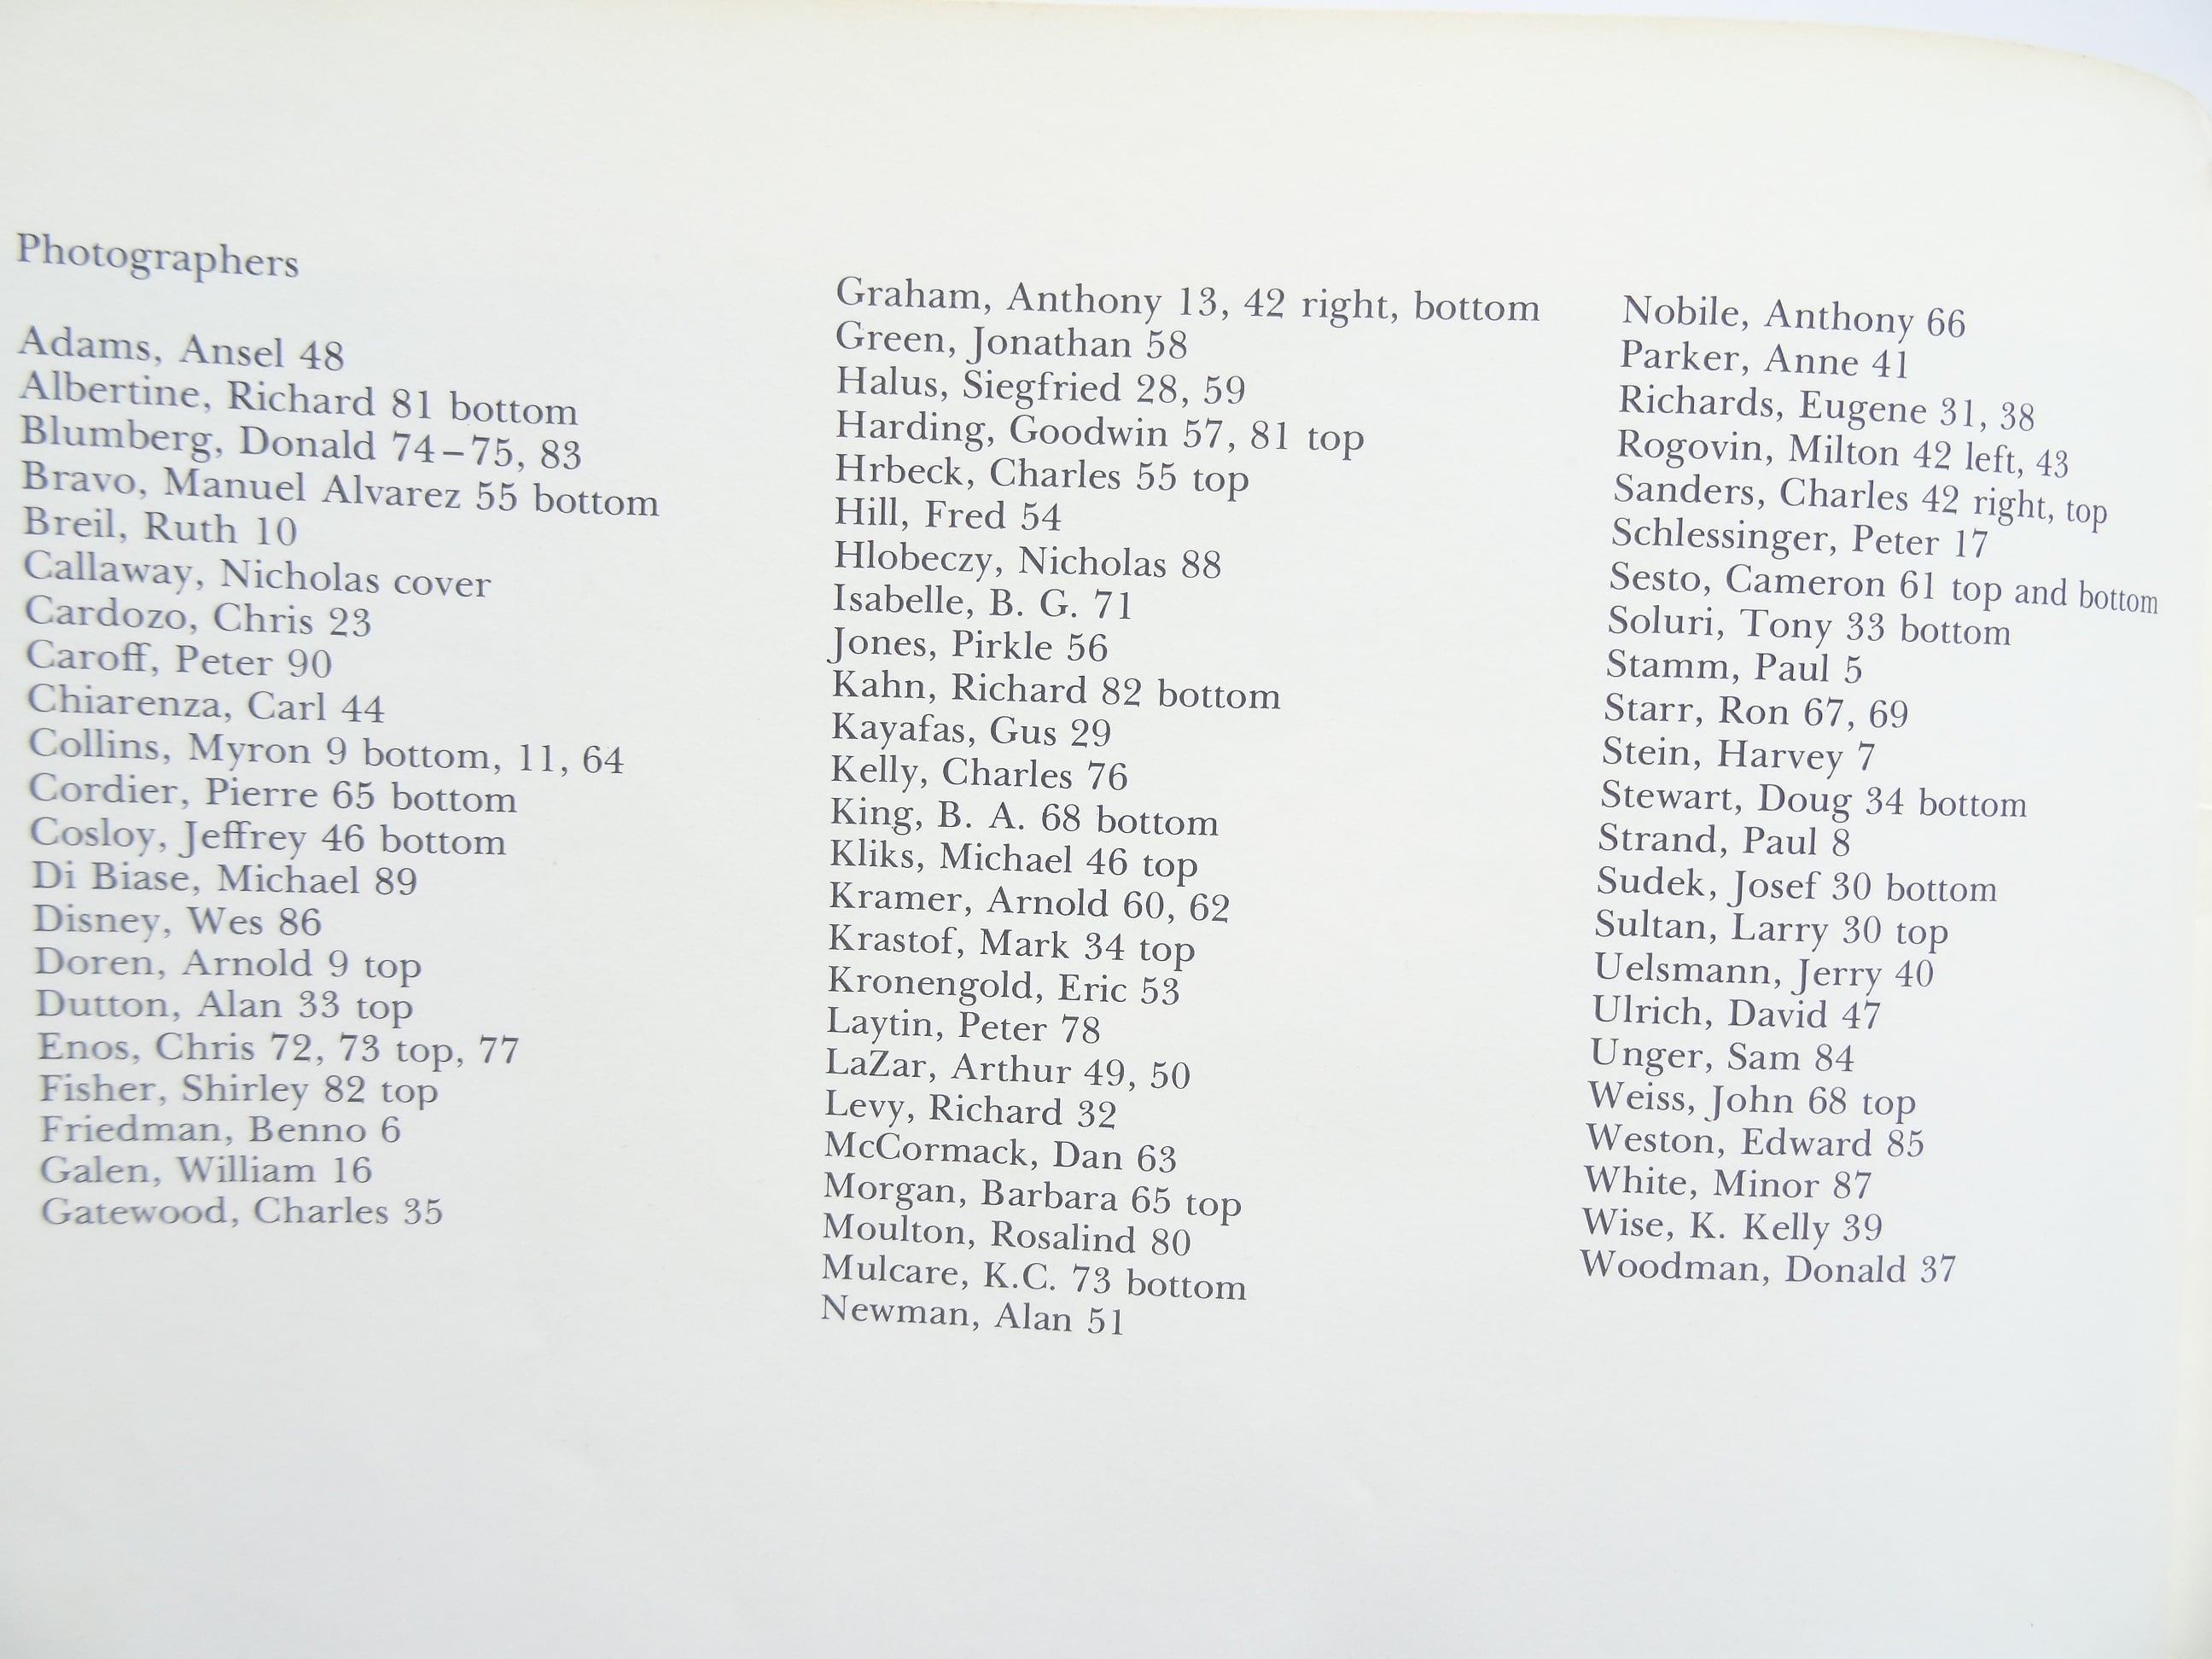 Photographers
Adams, Ansel 48
Albertine, Richard 81 bottom
Blumberg, Donald 74–75, 83
Bravo, Manuel Alvarez 55 bottom
Breil, Ruth 10
Callaway, Nicholas cover
Cardozo, Chris 23
Caroff, Peter 90
Chiarenza, Carl 44
Collins, Myron 9 bottom, 11, 64
Cordier, Pierre 65 bottom
Cosloy, Jeffrey 46 bottom
Di Biase, Michael 89
Disney, Wes 86
Doren, Arnold 9 top
Dutton, Alan 33 top
Enos, Chris 72, 73 top, 77
Fisher, Shirley 82 top
Friedman, Benno 6
Galen, William 16
Gatewood, Charles 35
Graham, Anthony 13, 42 right, bottom
Green, Jonathan 58
Halus, Siegfried 28, 59
Harding, Goodwin 57, 81 top
Hrbeck, Charles 55 top
Hill, Fred 54
Hlobeczy, Nicholas 88
Isabelle, B. G. 71
Jones, Pirkle 56
Kahn, Richard 82 bottom
Kayafas, Gus 29
Kelly, Charles 76
King, B. A. 68 bottom
Kliks, Michael 46 top
Kramer, Arnold 60, 62
Krastof, Mark 34 top
Kronengold, Eric 53
Laytin, Peter 78
LaZar, Arthur 49, 50
Levy, Richard 32
McCormack, Dan 63
Morgan, Barbara 65 top
Moulton, Rosalind 80
Mulcare, K.C. 73 bottom
Newman, Alan 51
Nobile, Anthony 66
Parker, Anne 41
Richards, Eugene 31, 38
Rogovin, Milton 42 left, 43
Sanders, Charles 42 right, top
Schlessinger, Peter 17
Sesto, Cameron 61 top and bottom
Soluri, Tony 33 bottom
Stamm, Paul 5
Starr, Ron 67, 69
Stein, Harvey 7
Stewart, Doug 34 bottom
Strand, Paul 8
Sudek, Josef 30 bottom
Sultan, Larry 30 top
Uelsmann, Jerry 40
Ulrich, David 47
Unger, Sam 84
Weiss, John 68 top
Weston, Edward 85
White, Minor 87
Wise, K. Kelly 39
Woodman, Donald 37